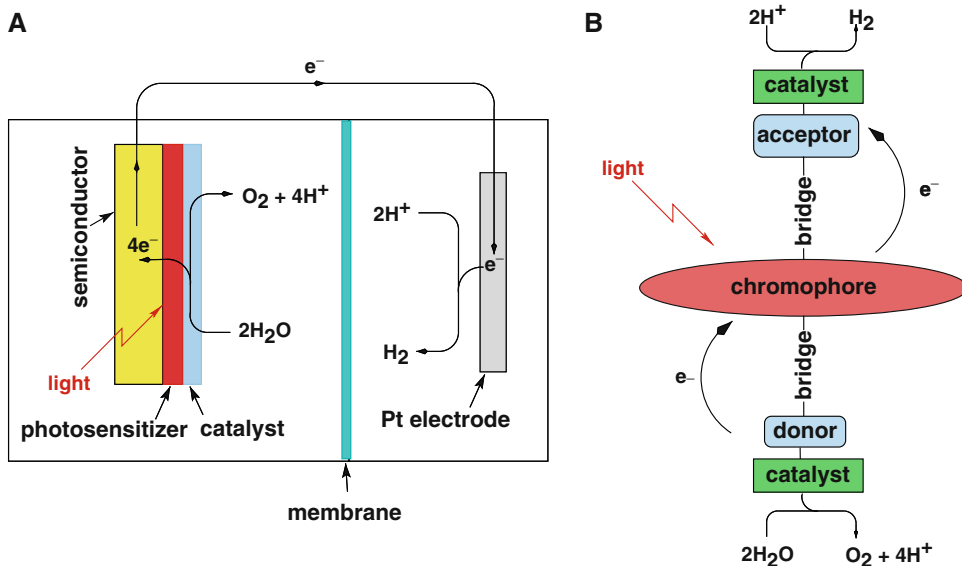 A
e⁻
semiconductor
O₂ + 4H⁺
4e⁻
2H₂O
light
photosensitizer
catalyst
2H⁺
e⁻
H₂
Pt electrode
membrane
B
2H⁺
H₂
catalyst
acceptor
light
bridge
e⁻
chromophore
bridge
e–
donor
catalyst
2H₂O
O₂ + 4H⁺